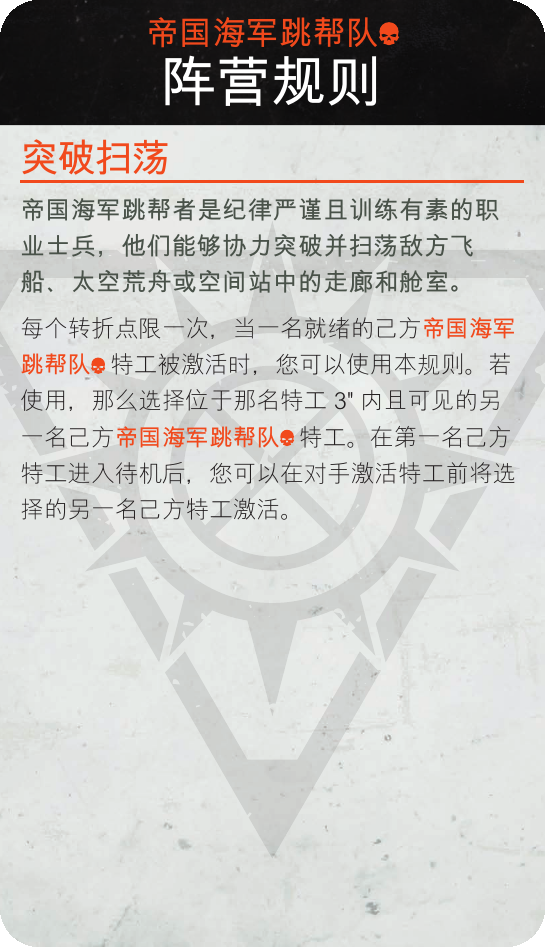 帝国海军跳帮队
阵营规则
突破扫荡
帝国海军跳帮者是纪律严谨且训练有素的职
业士兵，他们能够协力突破并扫荡敌方飞
船、太空荒舟或空间站中的走廊和舱室。
每个转折点限一次，当一名就绪的己方帝国海军
跳帮队特工被激活时，您可以使用本规则。若
使用，那么选择位于那名特工 3" 内且可见的另
一名己方帝国海军跳帮队特工。在第一名己方
特工进入待机后，您可以在对手激活特工前将选
择的另一名己方特工激活。